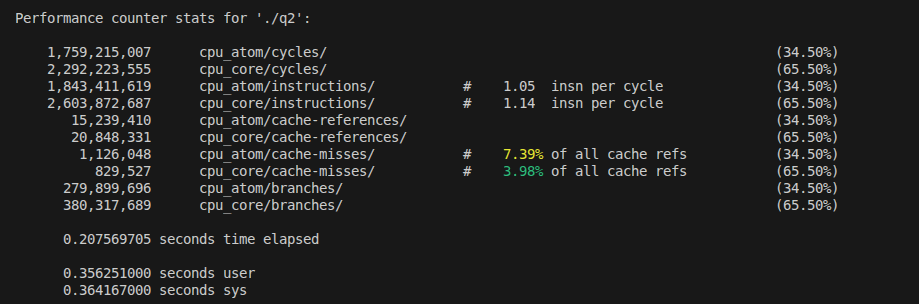 Performance counter stats for './q2':
1,759,215,007 cpu_atom/cycles/ (34.50%)
2,292,223,555 cpu_core/cycles/ (65.50%)
1,843,411,619 cpu_atom/instructions/ # 1.05 insn per cycle (34.50%)
2,603,872,687 cpu_core/instructions/ # 1.14 insn per cycle (65.50%)
15,239,410 cpu_atom/cache-references/ (34.50%)
20,848,331 cpu_core/cache-references/ (65.50%)
1,126,048 cpu_atom/cache-misses/ # 7.39% of all cache refs (34.50%)
829,527 cpu_core/cache-misses/ # 3.98% of all cache refs (65.50%)
279,899,696 cpu_atom/branches/ (34.50%)
380,317,689 cpu_core/branches/ (65.50%)
0.207569705 seconds time elapsed
0.356251000 seconds user
0.364167000 seconds sys